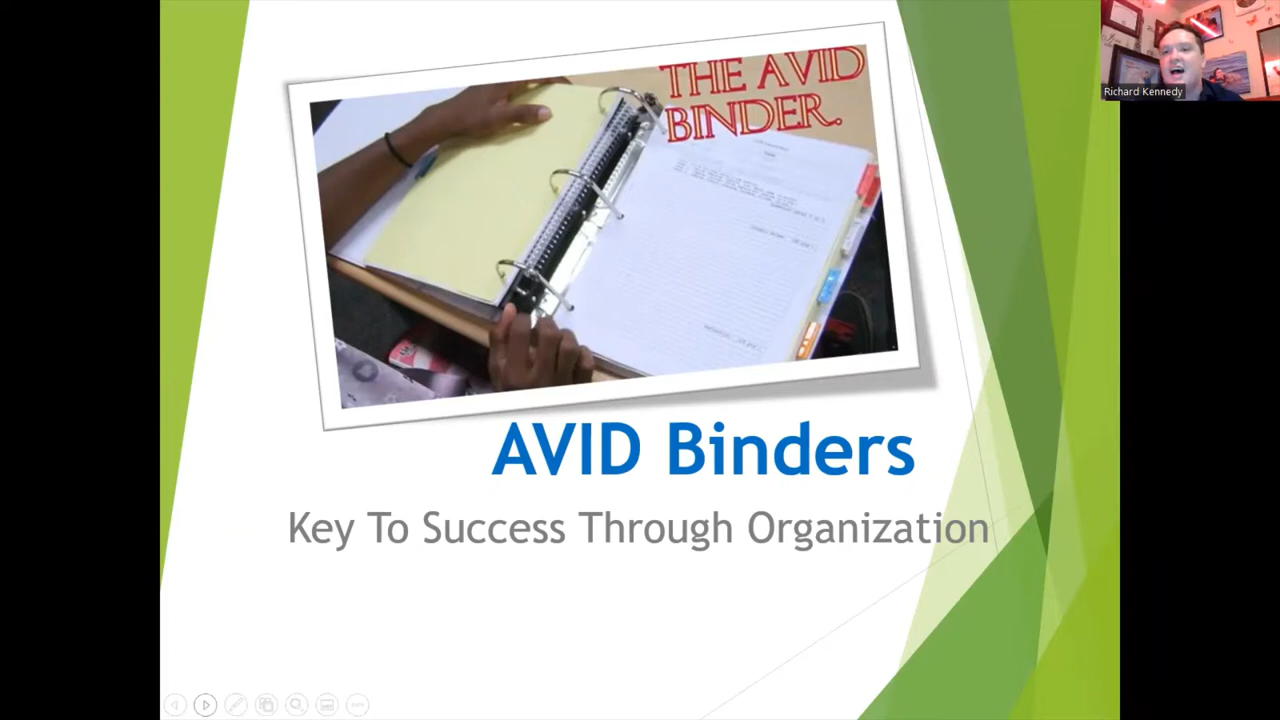 THE AVID
BINDER.
Richard Kennedy
AVID Binders
Key To Success Through Organization